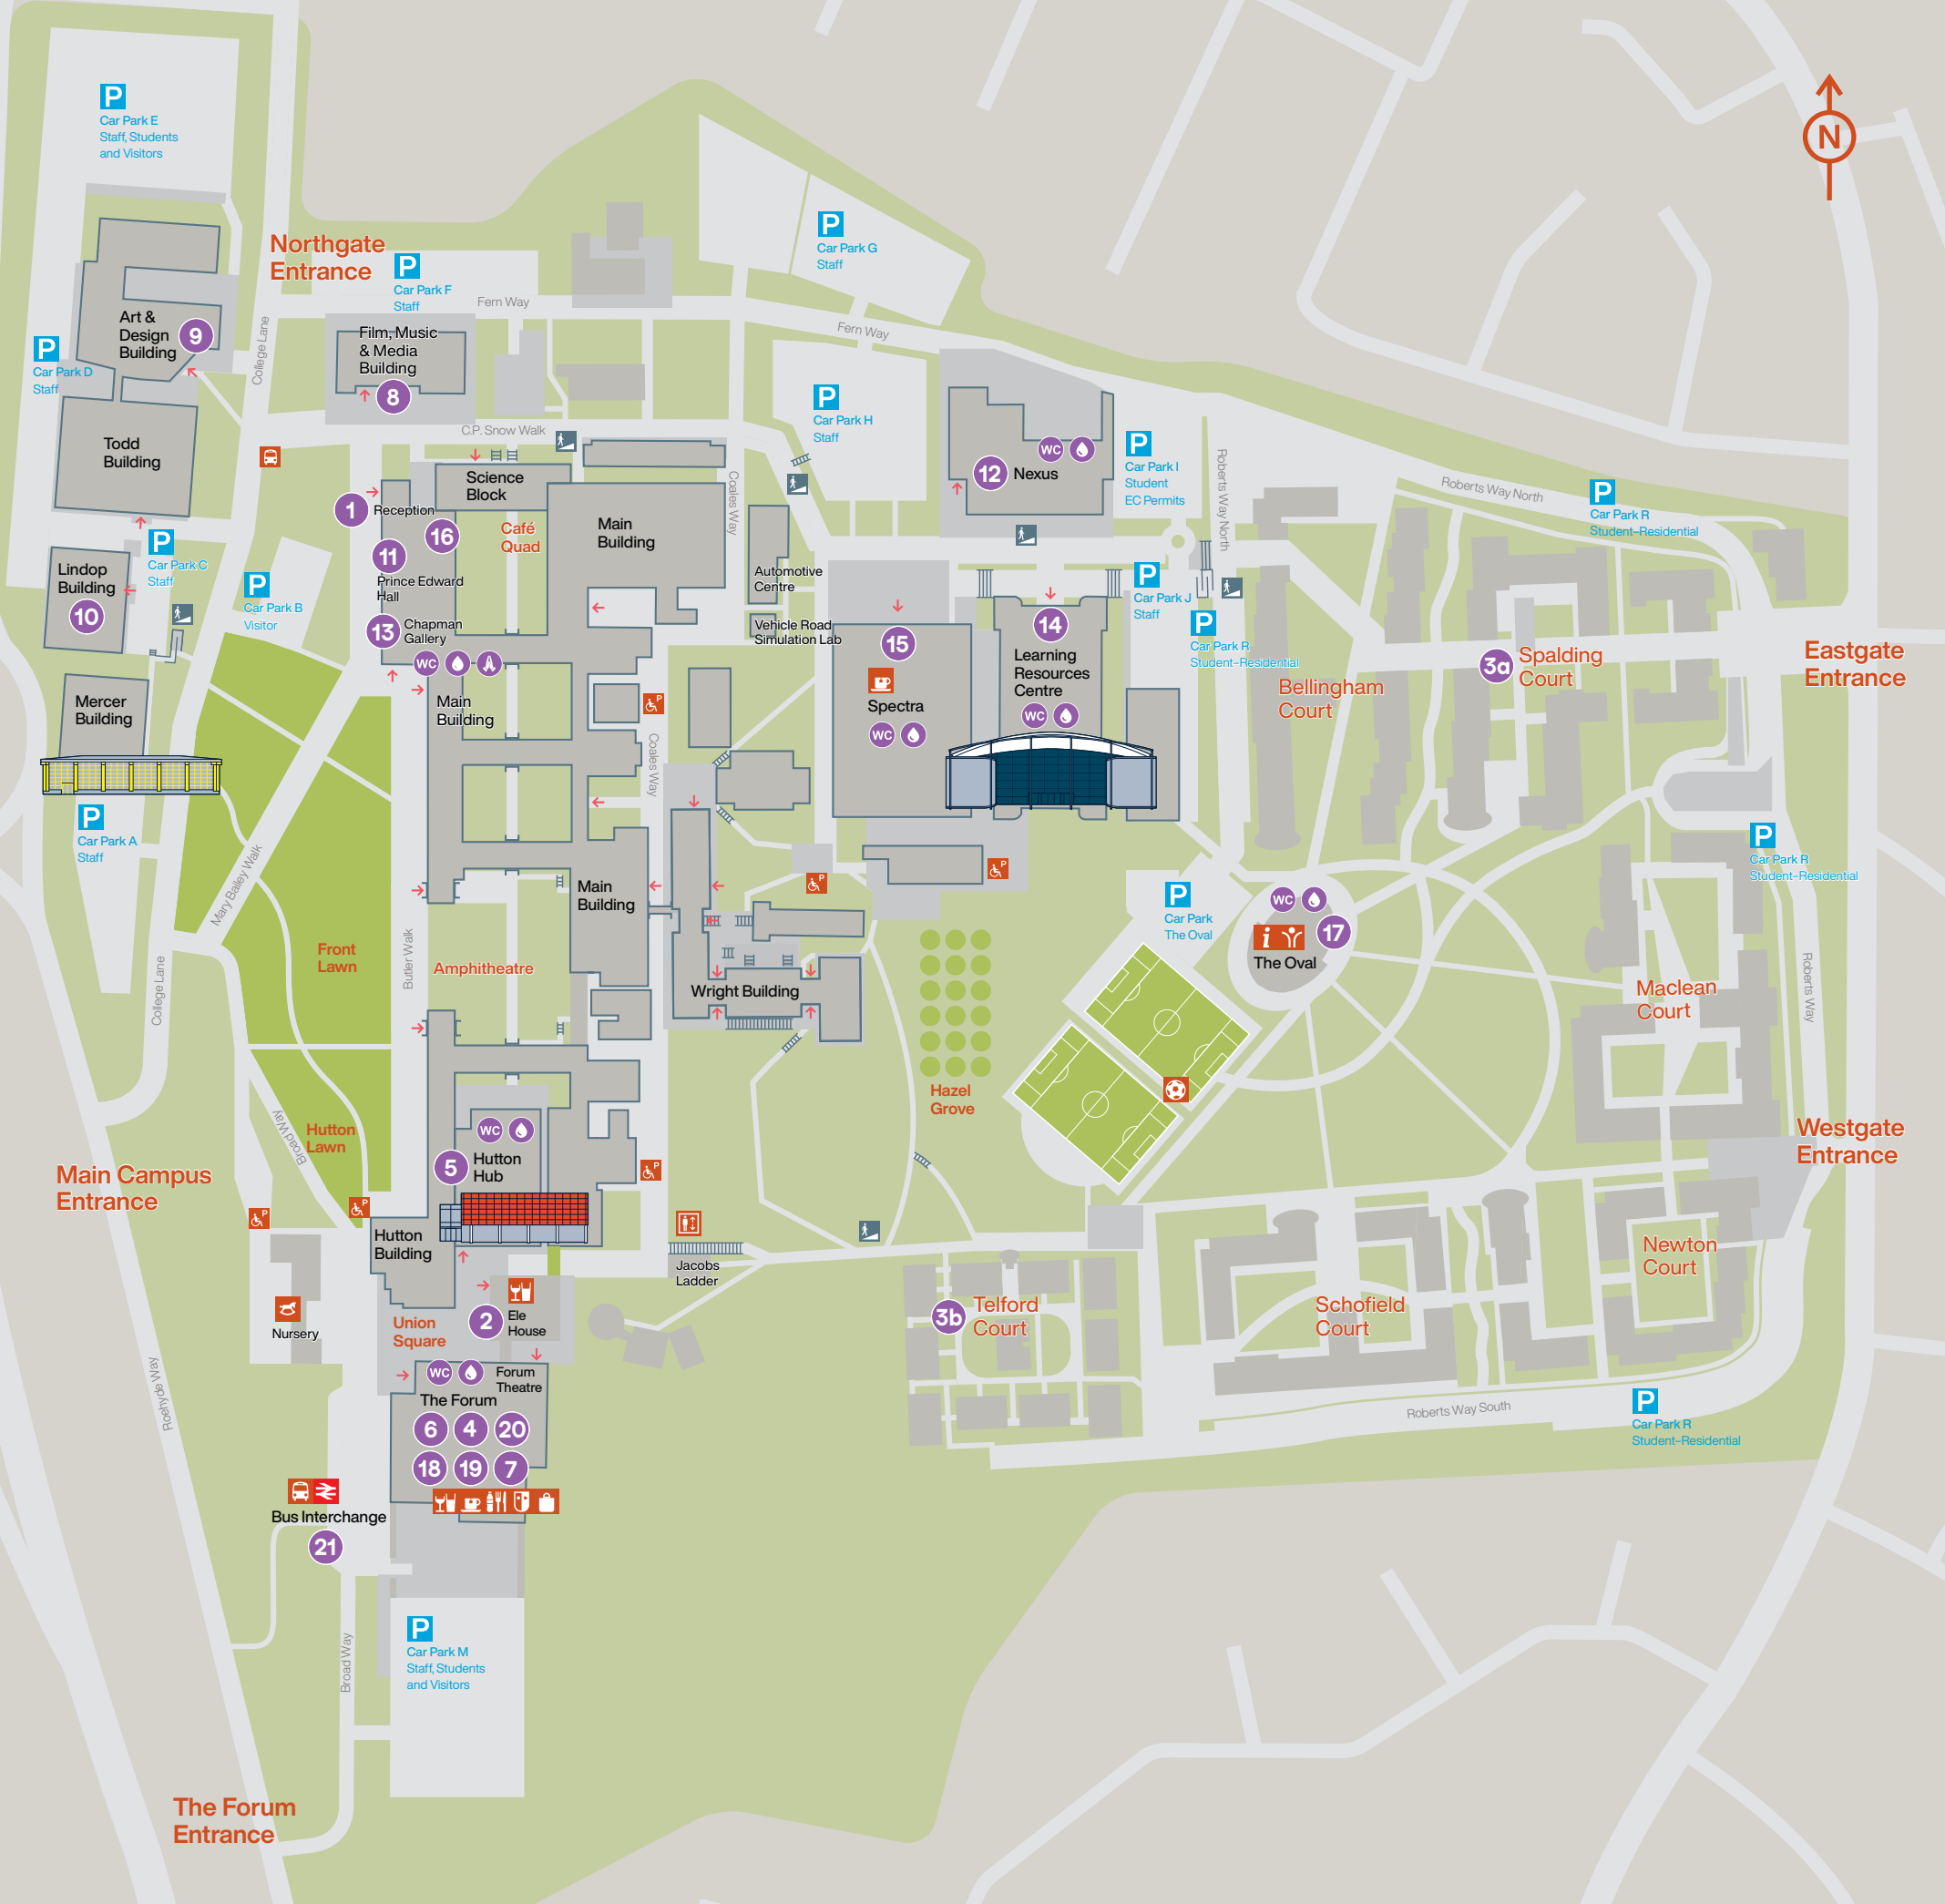 P
Car Park E
Staff, Students
and Visitors
N
P
Car Park G
Staff
Northgate
Entrance
P
Car Park F
Staff
Fern Way
Fern Way
Art &
Design
Building
9
P
Car Park D
Staff
College Lane
Film, Music
& Media
Building
8
P
Car Park H
Staff
C.P. Snow Walk
WC
12
Nexus
P
Car Park I
Student
EC Permits
Roberts Way North
Roberts Way North
P
Car Park R
Student-Residential
Todd
Building
Science
Block
1
Reception
16
Café
Quad
Main
Building
Coales Way
11
Prince Edward
Hall
P
Car Park C
Staff
Lindop
Building
10
P
Car Park B
Visitor
Automotive
Centre
Vehicle Road
Simulation Lab
P
Car Park J
Staff
P
Car Park R
Student-Residential
13
Chapman
Gallery
WC
15
Spectra
WC
14
Learning
Resources
Centre
WC
Bellingham
Court
3a
Spalding
Court
Eastgate
Entrance
Mercer
Building
Main
Building
P
Coales Way
P
Car Park A
Staff
Mary Bailey Walk
P
Car Park R
Student-Residential
Main
Building
P
P
P
Car Park
The Oval
WC
17
i
The Oval
Front
Lawn
Butler Walk
Amphitheatre
College Lane
Wright Building
Maclean
Court
Roberts Way
Hazel
Grove
Hutton
Lawn
Broad Way
WC
5
Hutton
Hub
P
Westgate
Entrance
Main Campus
Entrance
P
P
Hutton
Building
Jacobs
Ladder
Newton
Court
Nursery
Union
Square
2
Ele
House
3b
Telford
Court
Schofield
Court
Roehyde Way
WC
Forum
Theatre
The Forum
6
4
20
18
19
7
Roberts Way South
P
Car Park R
Student-Residential
Bus Interchange
21
P
Car Park M
Staff, Students
and Visitors
Broad Way
The Forum
Entrance